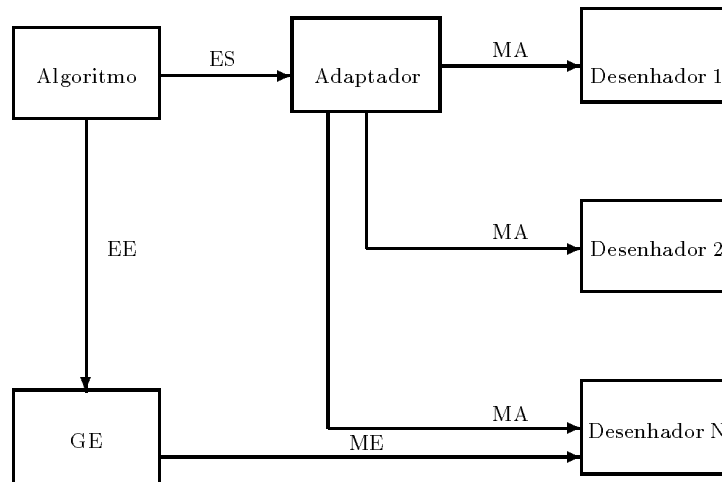 Algoritmo
ES
Adaptador
MA
Desenhador 1
EE
MA
Desenhador 2
GE
ME
MA
Desenhador N